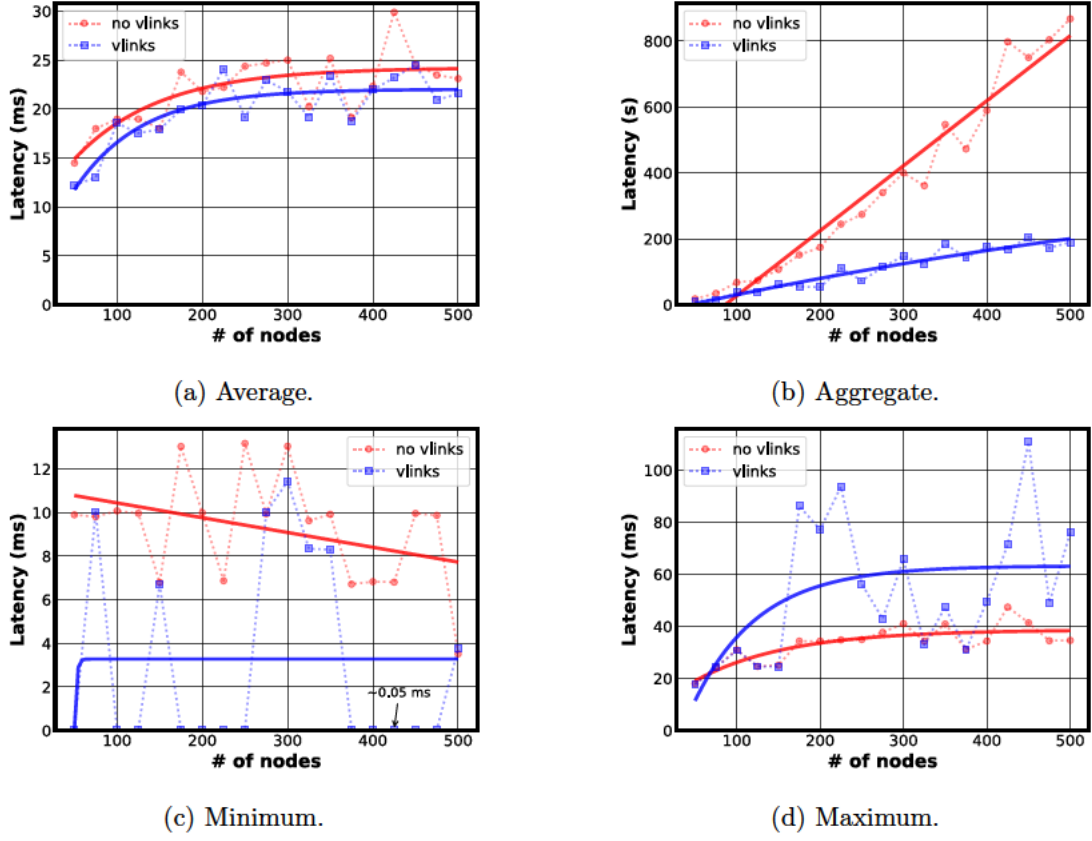 30
25
20
15
10
5
0
Latency (ms)
no vlinks
vlinks
100 200 300 400 500
# of nodes
(a) Average.
800
600
400
200
0
Latency (s)
no vlinks
vlinks
100 200 300 400 500
# of nodes
(b) Aggregate.
12
10
8
6
4
2
0
Latency (ms)
no vlinks
vlinks
~0.05 ms
100 200 300 400 500
# of nodes
(c) Minimum.
100
80
60
40
20
0
Latency (ms)
no vlinks
vlinks
100 200 300 400 500
# of nodes
(d) Maximum.